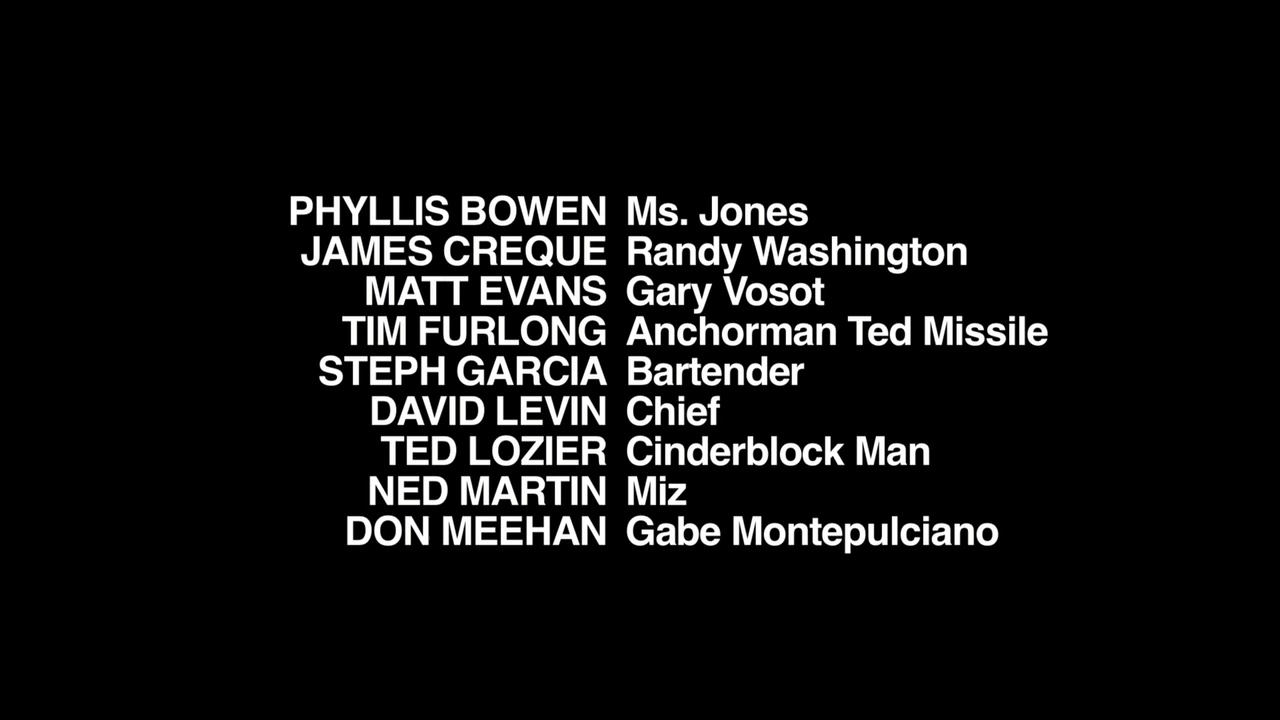 PHYLLIS BOWEN Ms. Jones
JAMES CREQUE Randy Washington
MATT EVANS Gary Vosot
TIM FURLONG Anchorman Ted Missile
STEPH GARCIA Bartender
DAVID LEVIN Chief
TED LOZIER Cinderblock Man
NED MARTIN Miz
DON MEEHAN Gabe Montepulciano